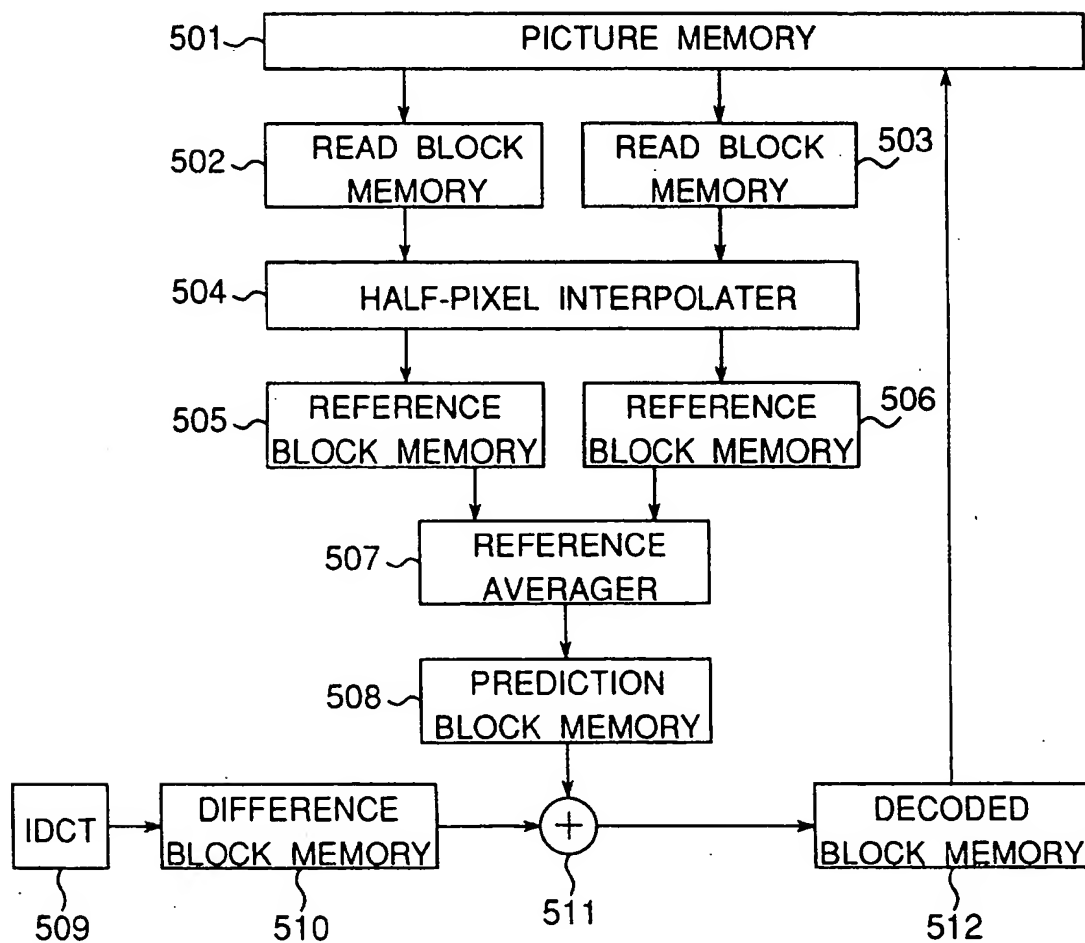 501
PICTURE MEMORY
502
READ BLOCK
MEMORY
READ BLOCK
MEMORY
503
504
HALF-PIXEL INTERPOLATER
505
REFERENCE
BLOCK MEMORY
REFERENCE
BLOCK MEMORY
506
507
REFERENCE
AVERAGER
508
PREDICTION
BLOCK MEMORY
IDCT
DIFFERENCE
BLOCK MEMORY
+
DECODED
BLOCK MEMORY
509
510
511
512